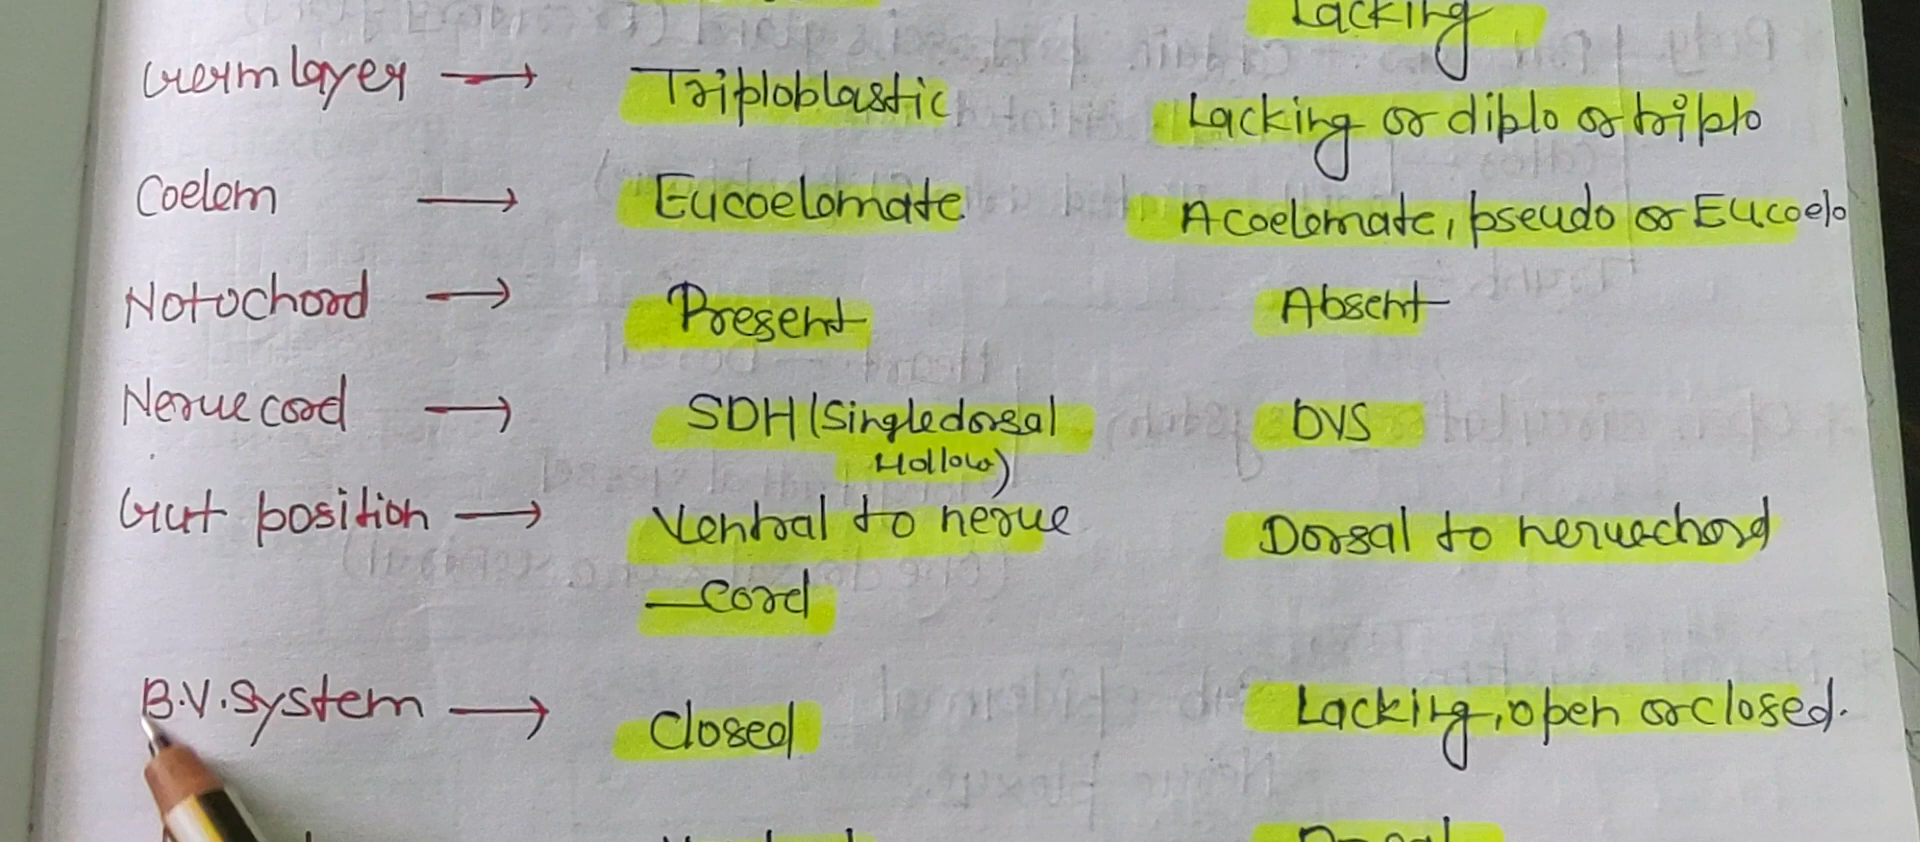 Lacking
Germ layer → Triploblastic Lacking or diplo or triplo
Coelom → Eucoelomate Acoelomate, pseudo or Eucoelo
Notochord → Present Absent
Nerve cord → SDH (Single dorsal DVS
Hollow)
Gut position → Ventral to nerve Dorsal to nervechord
— Cord
B.V. System → Closed Lacking, open or closed.